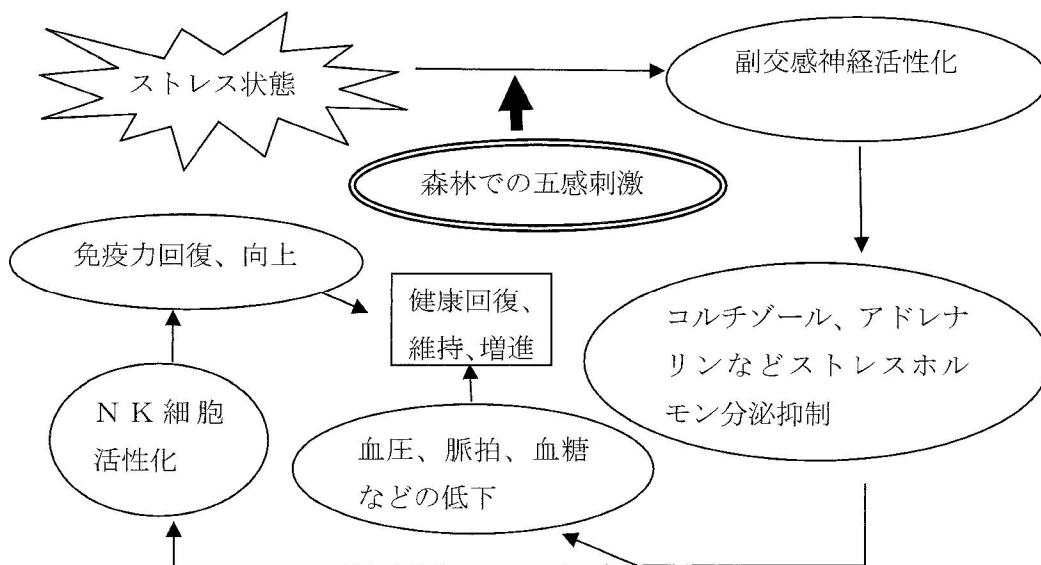 ストレス状態
副交感神経活性化
森林での五感刺激
免疫力回復、向上
健康回復、
維持、増進
コルチゾール、アドレナ
リンなどストレスホル
モン分泌抑制
NK細胞
活性化
血圧、脈拍、血糖
などの低下